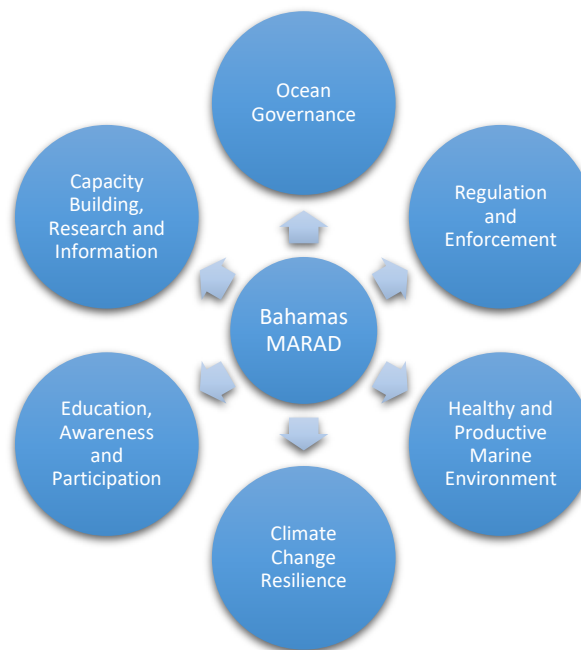 Ocean
Governance
Capacity
Building,
Research and
Information
Regulation
and
Enforcement
Bahamas
MARAD
Education,
Awareness
and
Participation
Healthy and
Productive
Marine
Environment
Climate
Change
Resilience